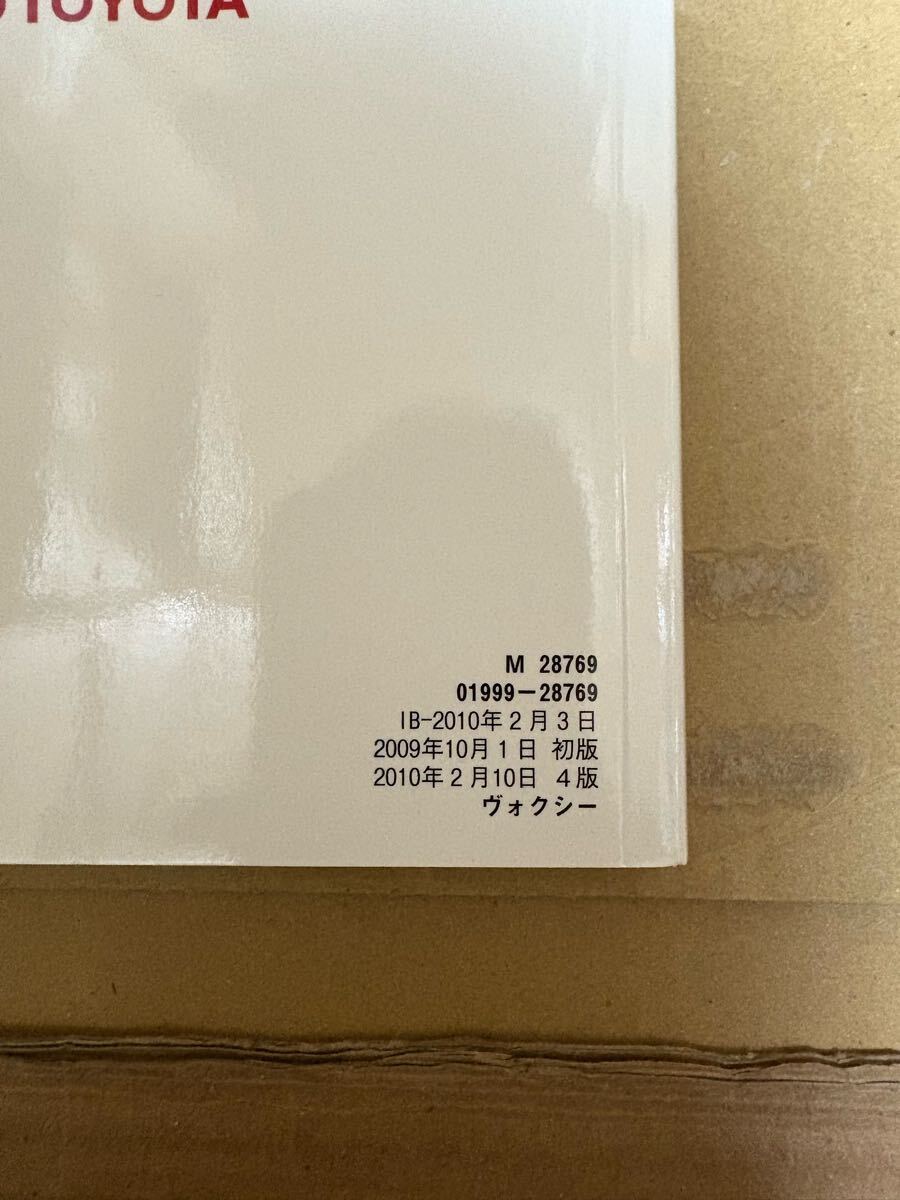 TOYOTA
M 28769
01999-28769
IB-2010年2月3日
2009年10月1日 初版
2010年2月10日 4版
ヴォクシー